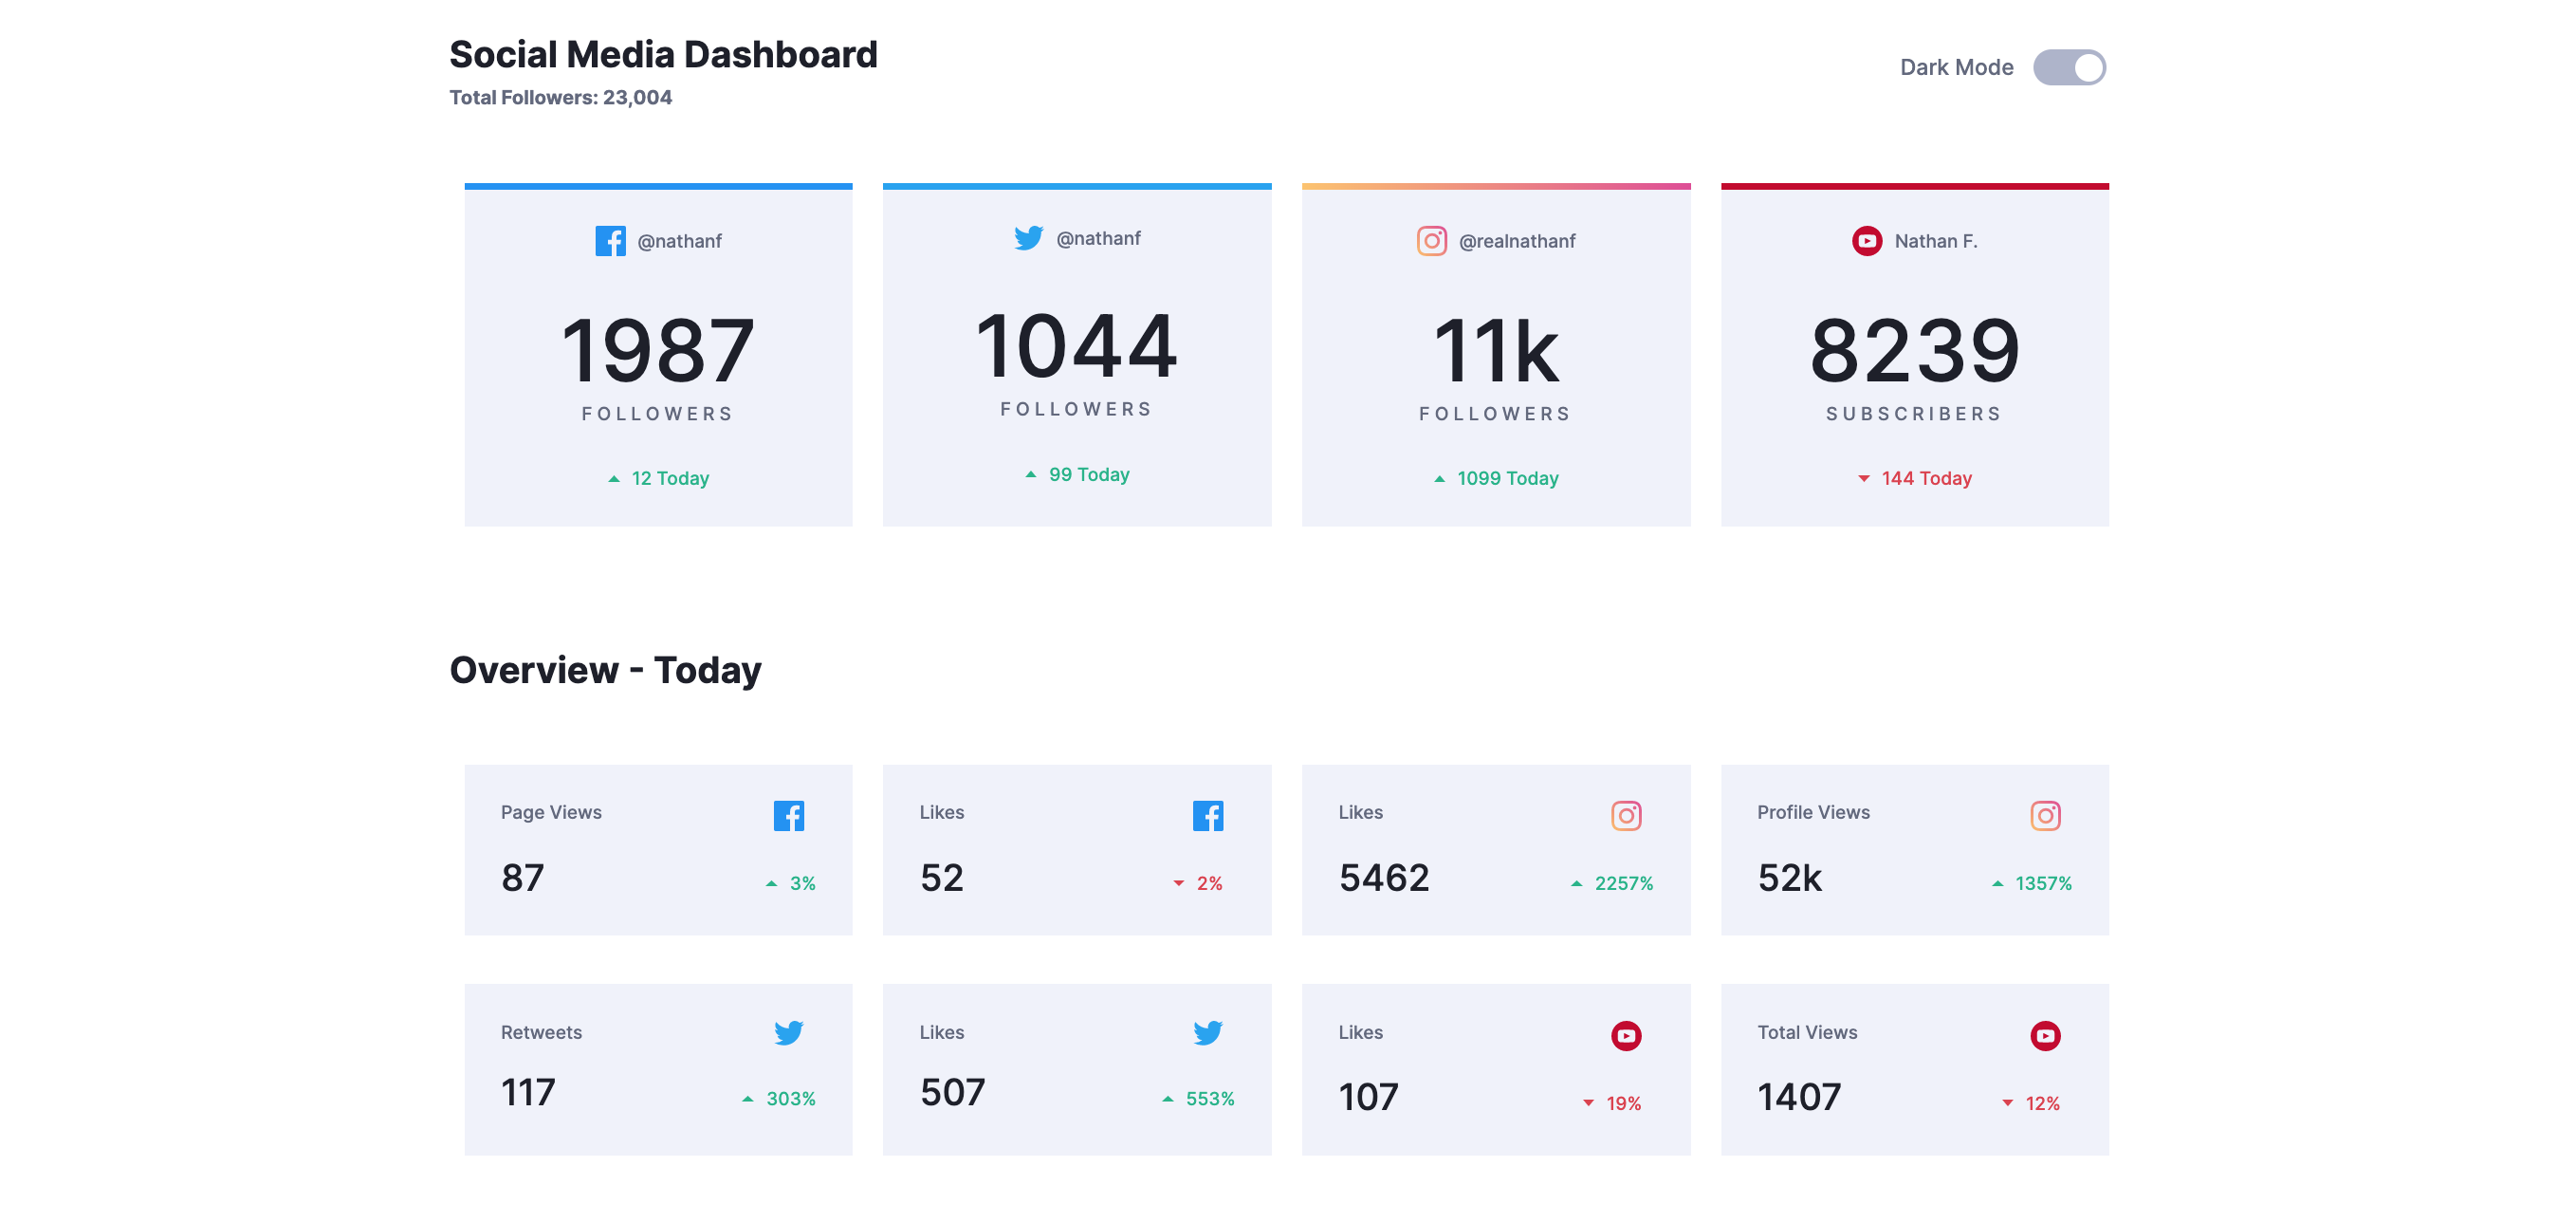 Social Media Dashboard
Total Followers: 23,004
Dark Mode
@nathanf
1987
FOLLOWERS
12 Today
@nathanf
1044
FOLLOWERS
99 Today
@realnathanf
11k
FOLLOWERS
1099 Today
Nathan F.
8239
SUBSCRIBERS
144 Today
Overview - Today
Page Views
87
3%
Likes
52
2%
Likes
5462
2257%
Profile Views
52k
1357%
Retweets
117
303%
Likes
507
553%
Likes
107
19%
Total Views
1407
12%